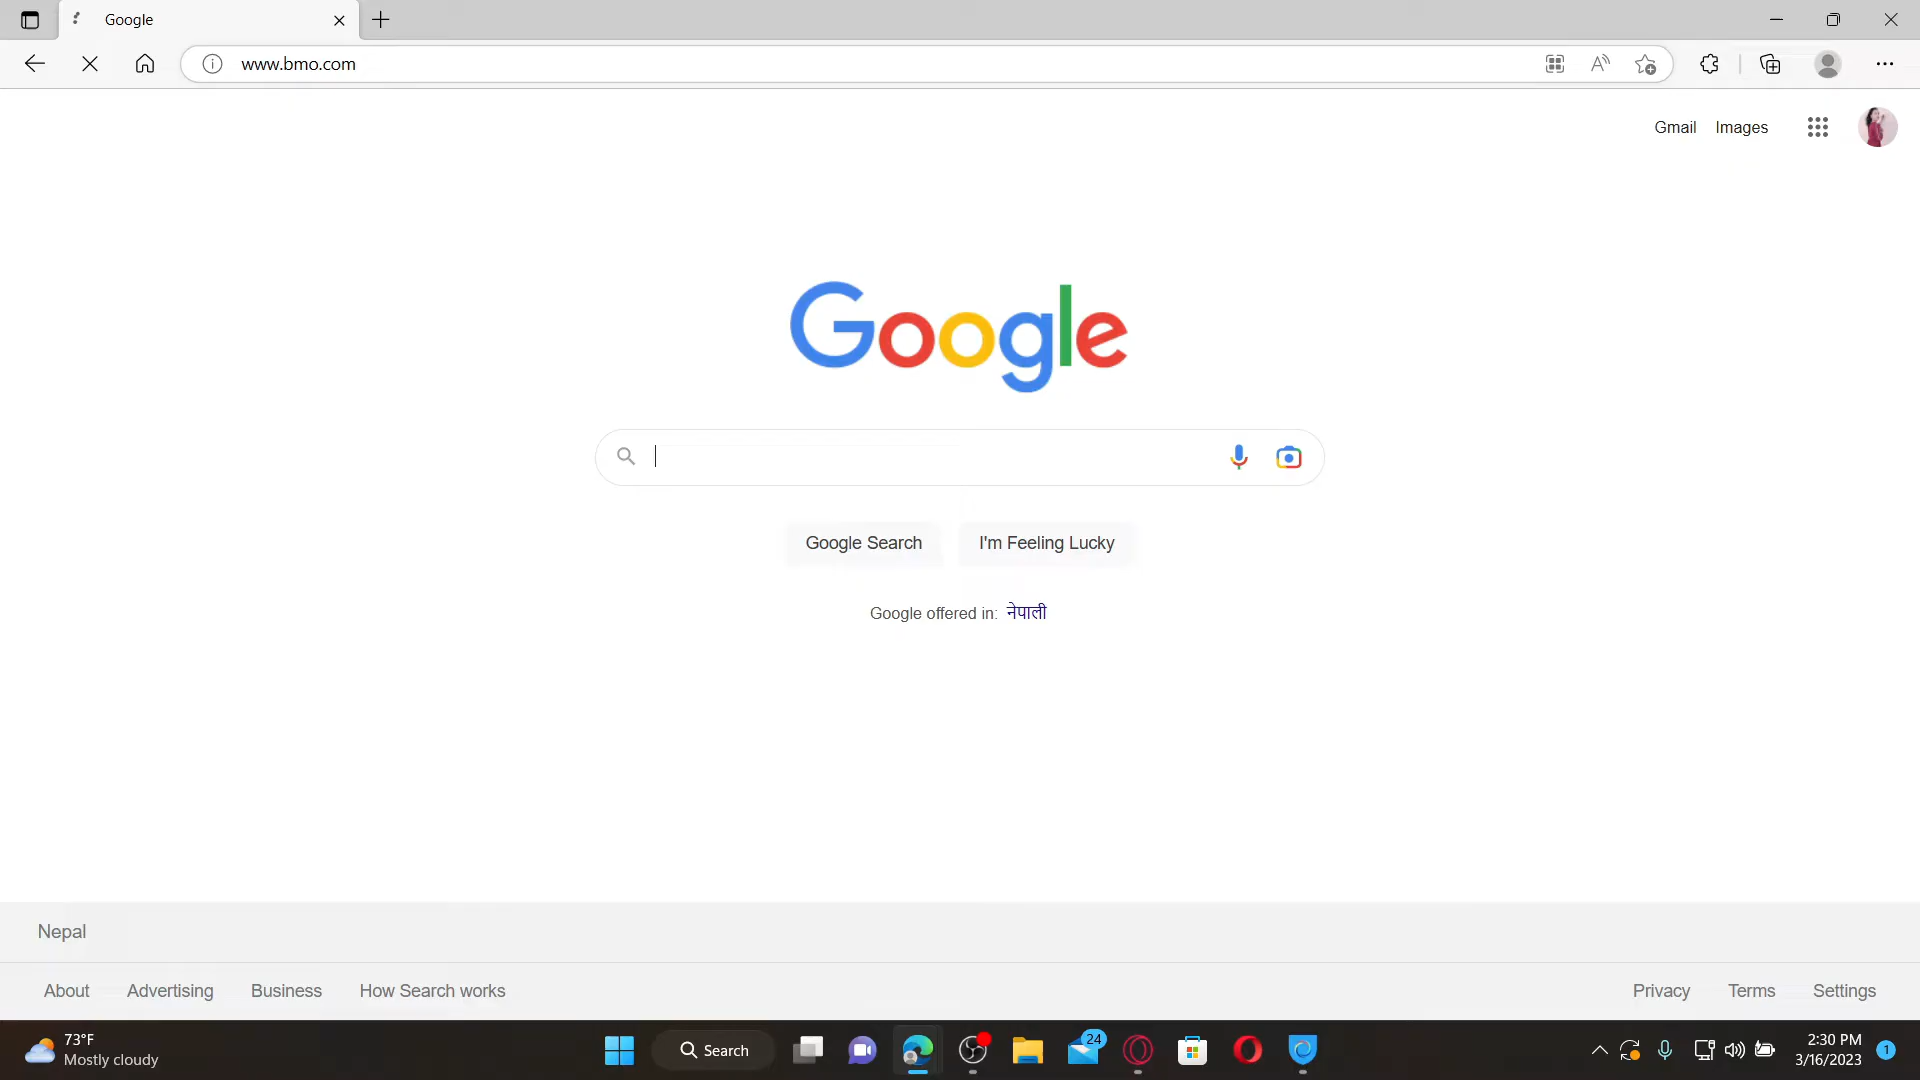 Google
www.bmo.com
Gmail Images
Google
Google Search I'm Feeling Lucky
Google offered in: नेपाली
Nepal
About Advertising Business How Search works Privacy Terms Settings
73°F
Mostly cloudy
Search
24
2:30 PM
3/16/2023
1